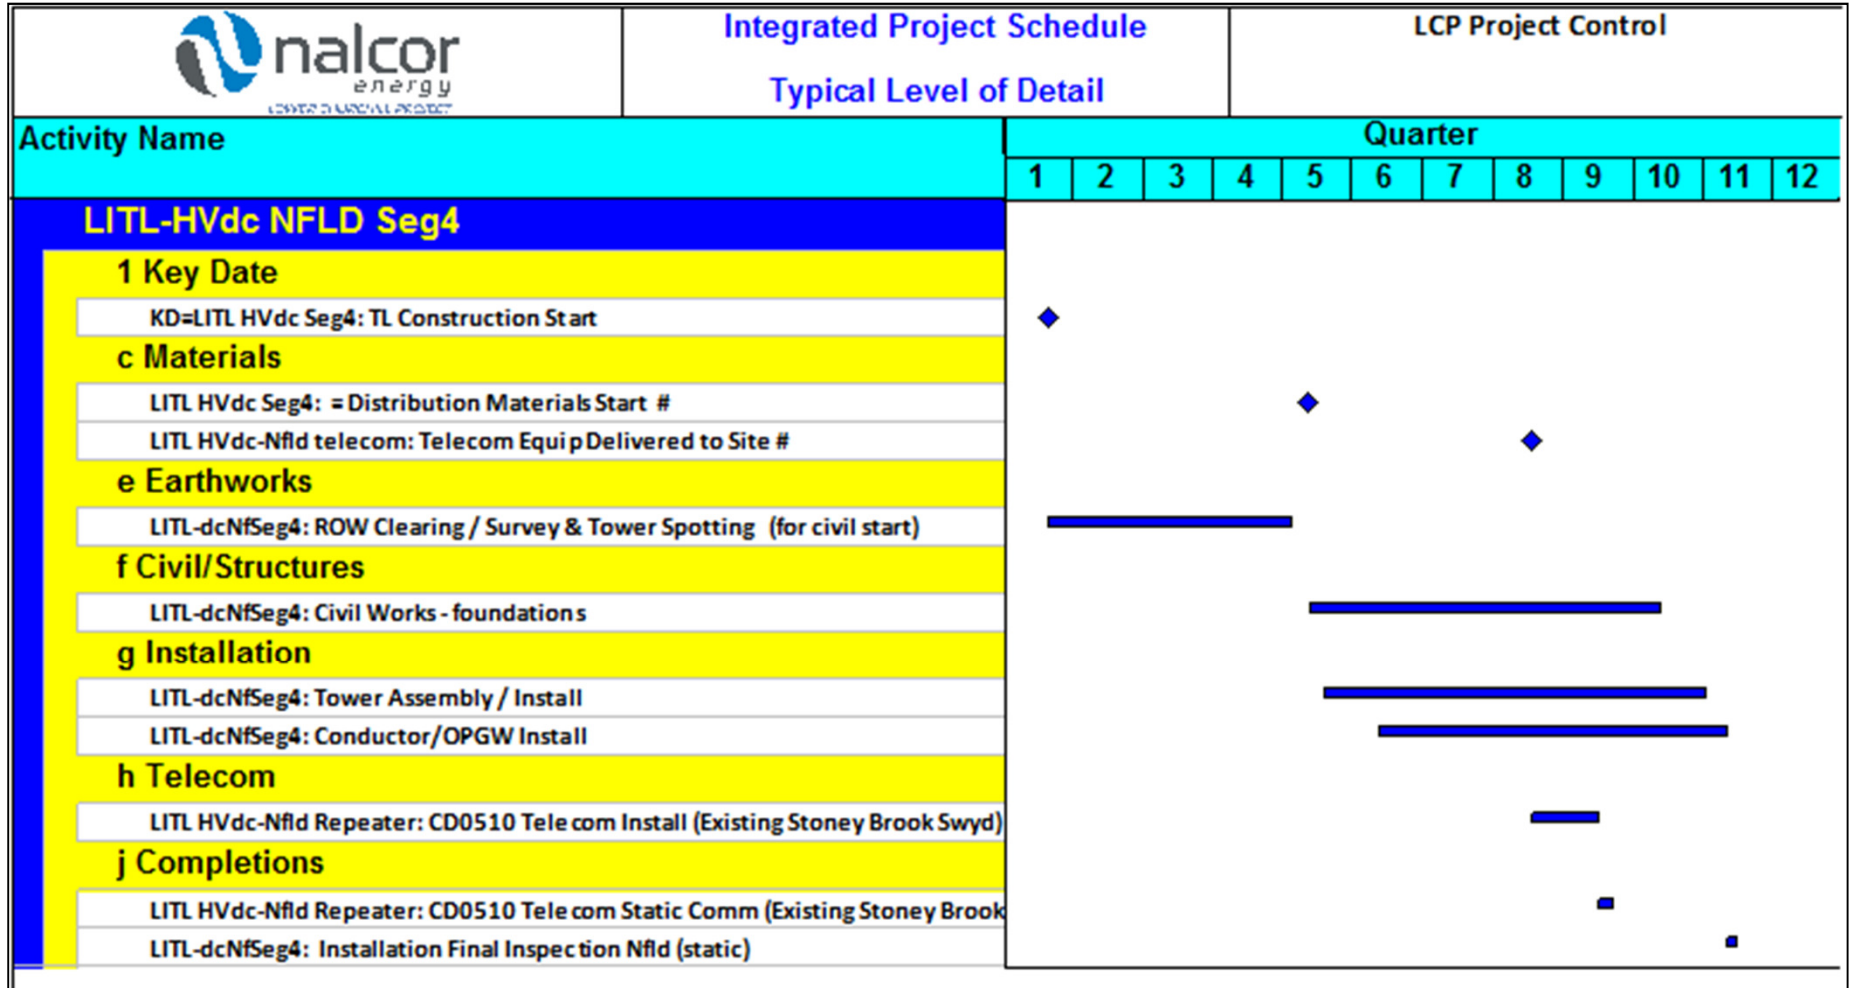 nalcor
energy
Integrated Project Schedule
Typical Level of Detail
LCP Project Control
Activity Name
Quarter
1 2 3 4 5 6 7 8 9 10 11 12
LITL-HVdc NFLD Seg4
1 Key Date
KD=LITL HVdc Seg4: TL Construction Start
c Materials
LITL HVdc Seg4: = Distribution Materials Start #
LITL HVdc-Nfld telecom: Telecom Equip Delivered to Site #
e Earthworks
LITL-dcNfSeg4: ROW Clearing / Survey & Tower Spotting (for civil start)
f Civil/Structures
LITL-dcNfSeg4: Civil Works - foundations
g Installation
LITL-dcNfSeg4: Tower Assembly / Install
LITL-dcNfSeg4: Conductor/OPGW Install
h Telecom
LITL HVdc-Nfld Repeater: CD0510 Telecom Install (Existing Stoney Brook Swyd)
j Completions
LITL HVdc-Nfld Repeater: CD0510 Telecom Static Comm (Existing Stoney Brook
LITL-dcNfSeg4: Installation Final Inspection Nfld (static)